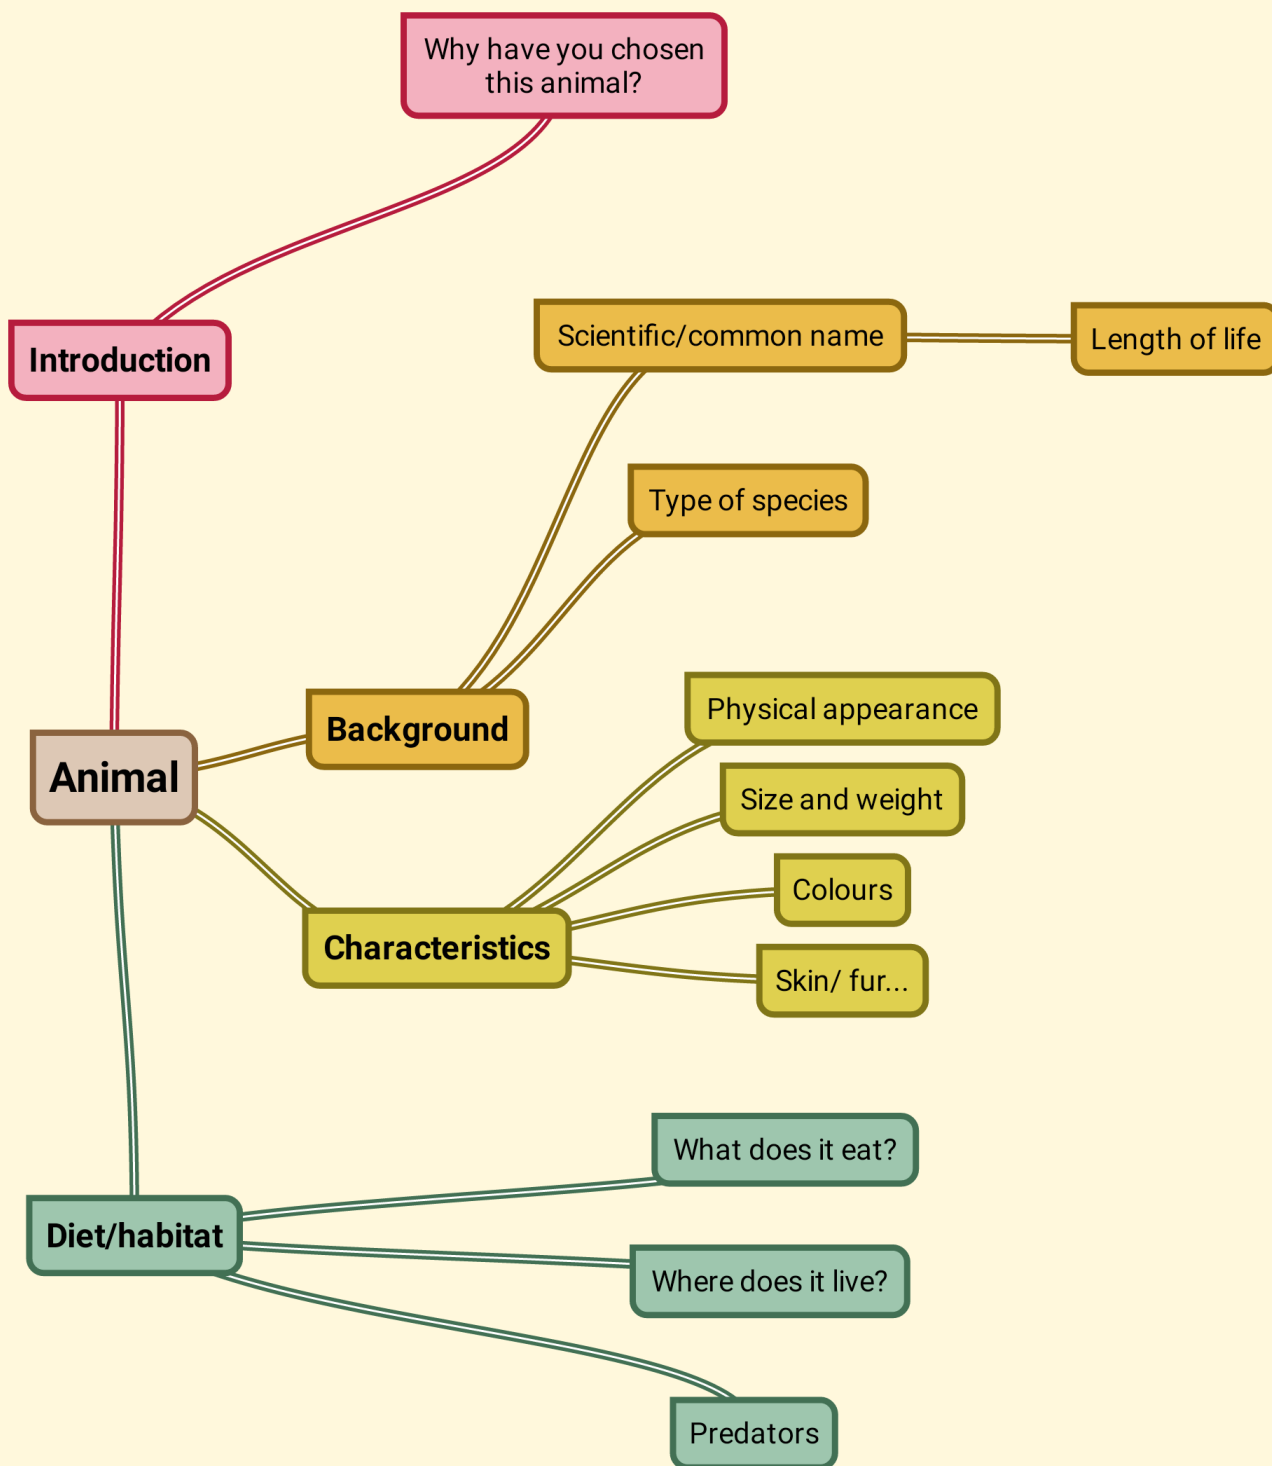 Why have you chosen
this animal?
Introduction
Scientific/common name
Length of life
Type of species
Background
Animal
Physical appearance
Size and weight
Colours
Characteristics
Skin/ fur...
What does it eat?
Diet/habitat
Where does it live?
Predators